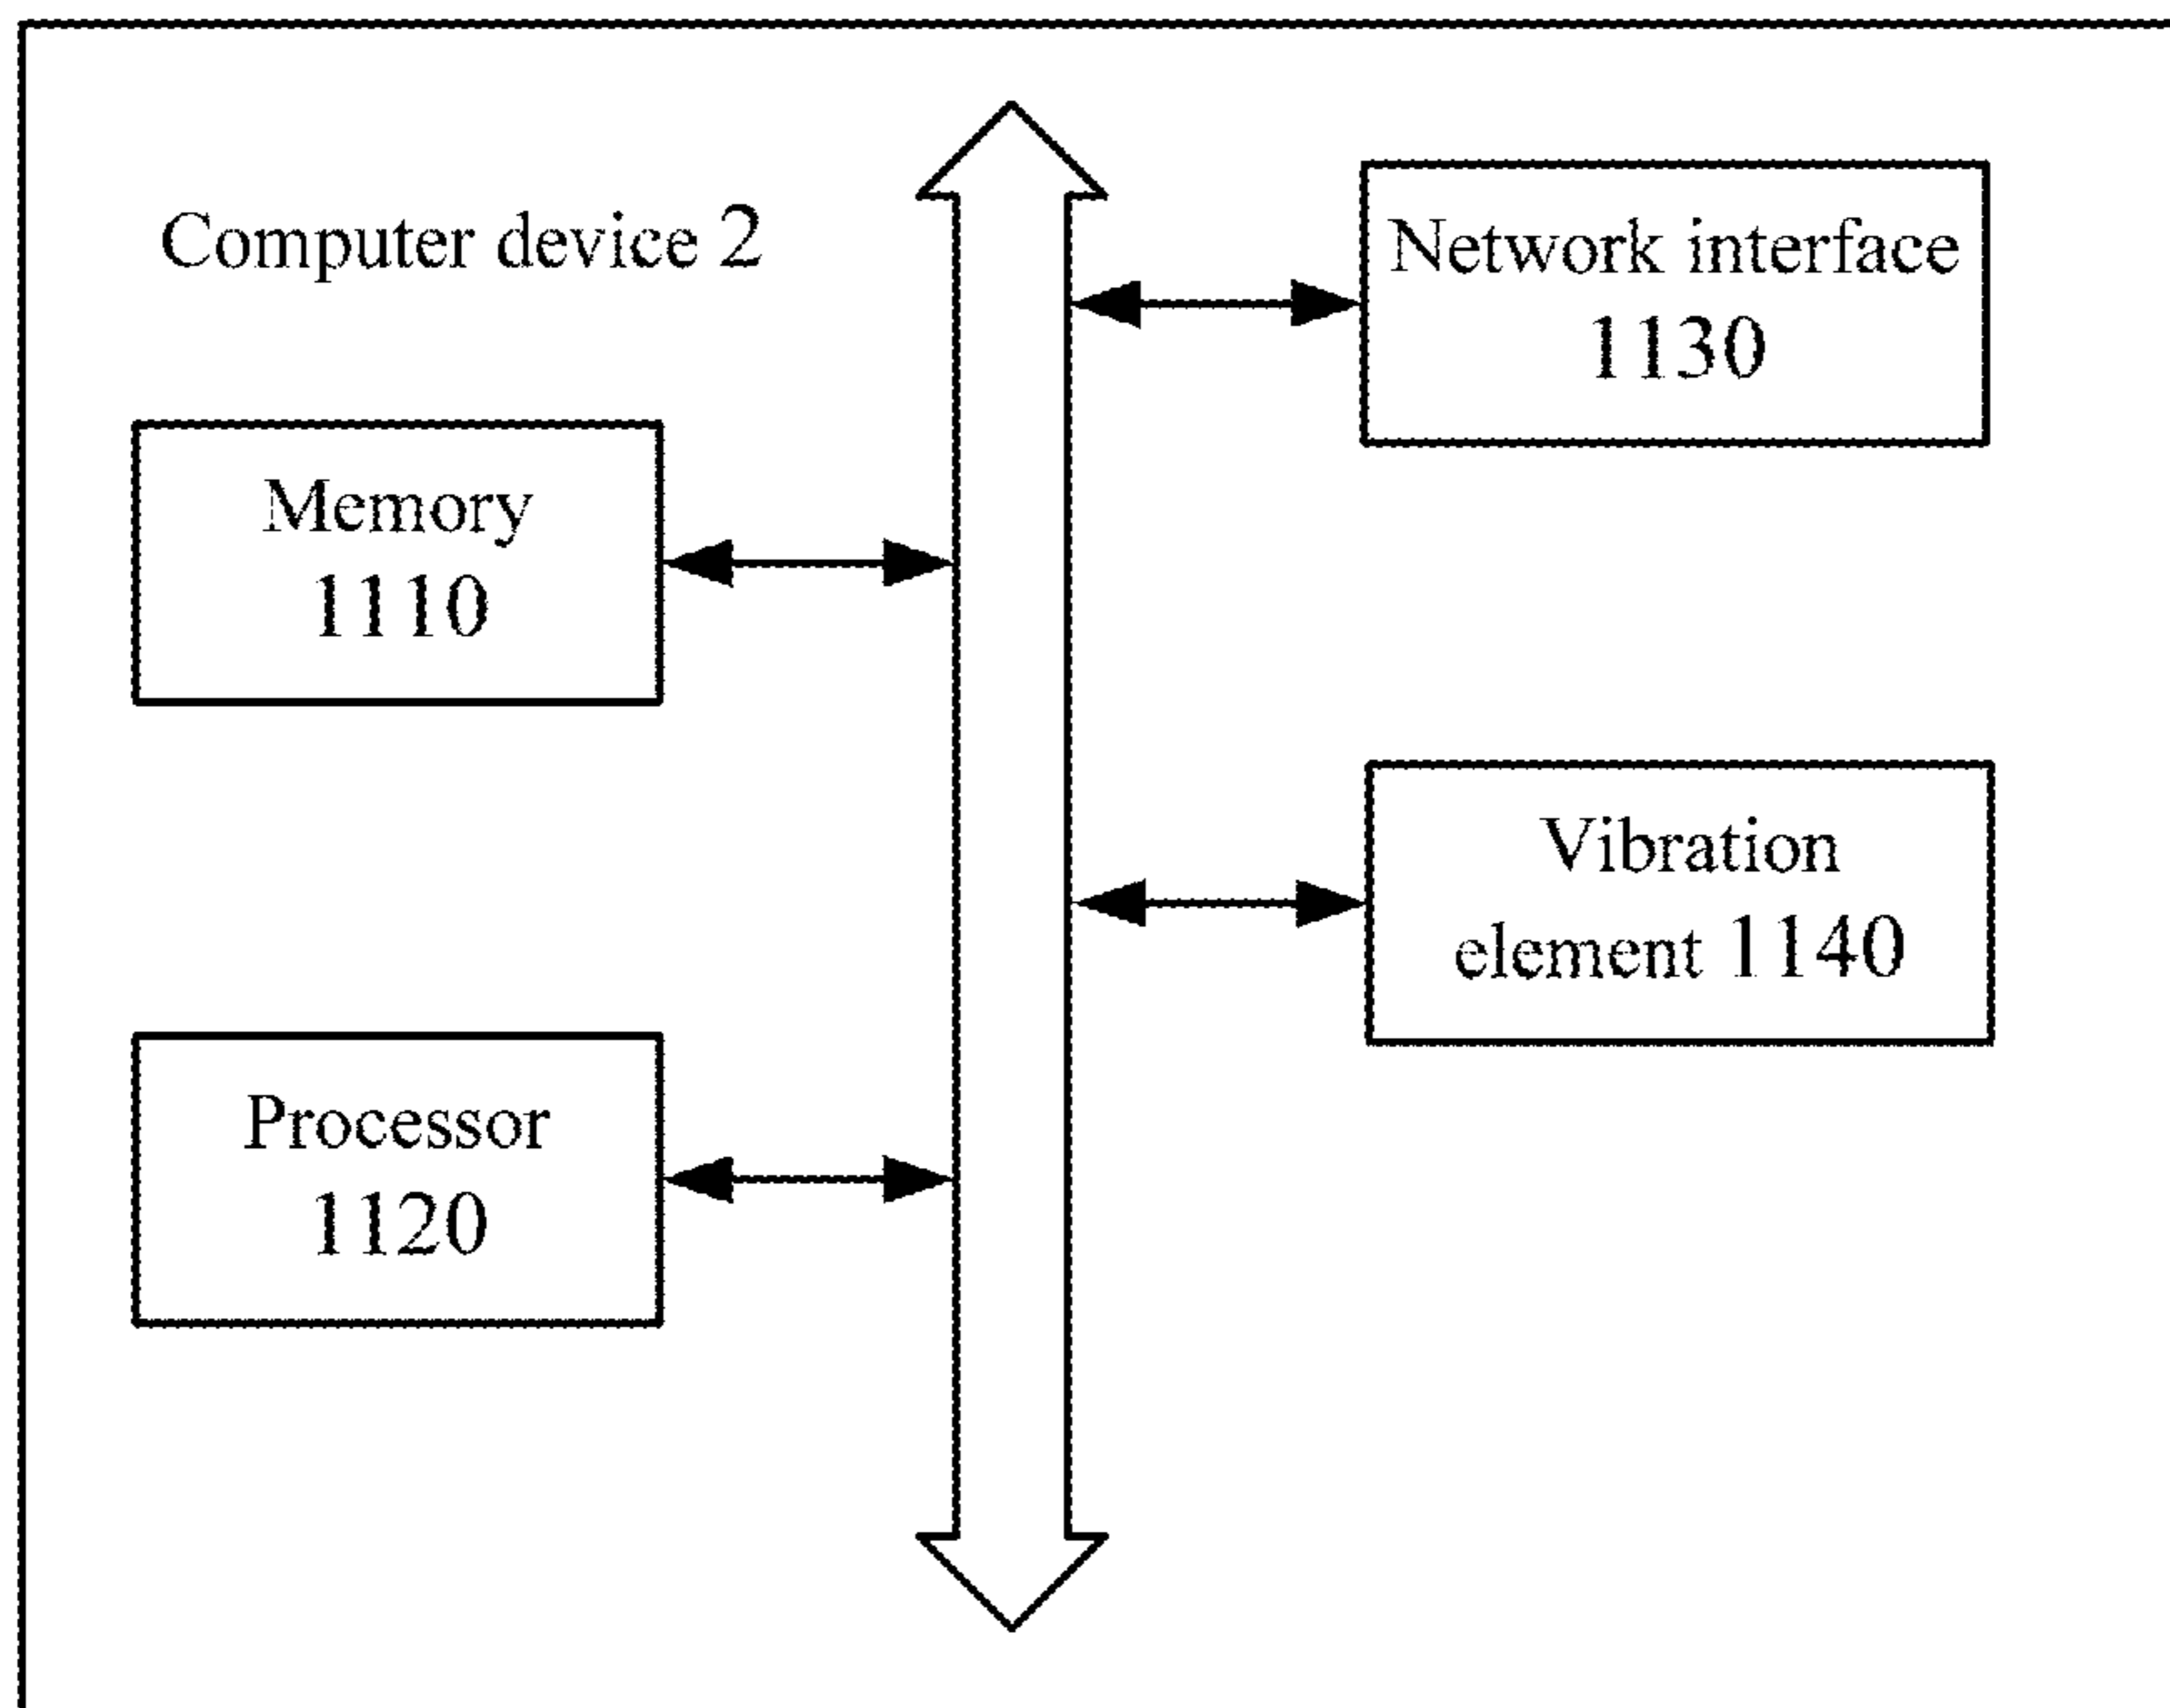 Computer device 2
Network interface
1130
Memory
1110
Vibration
element 1140
Processor
1120